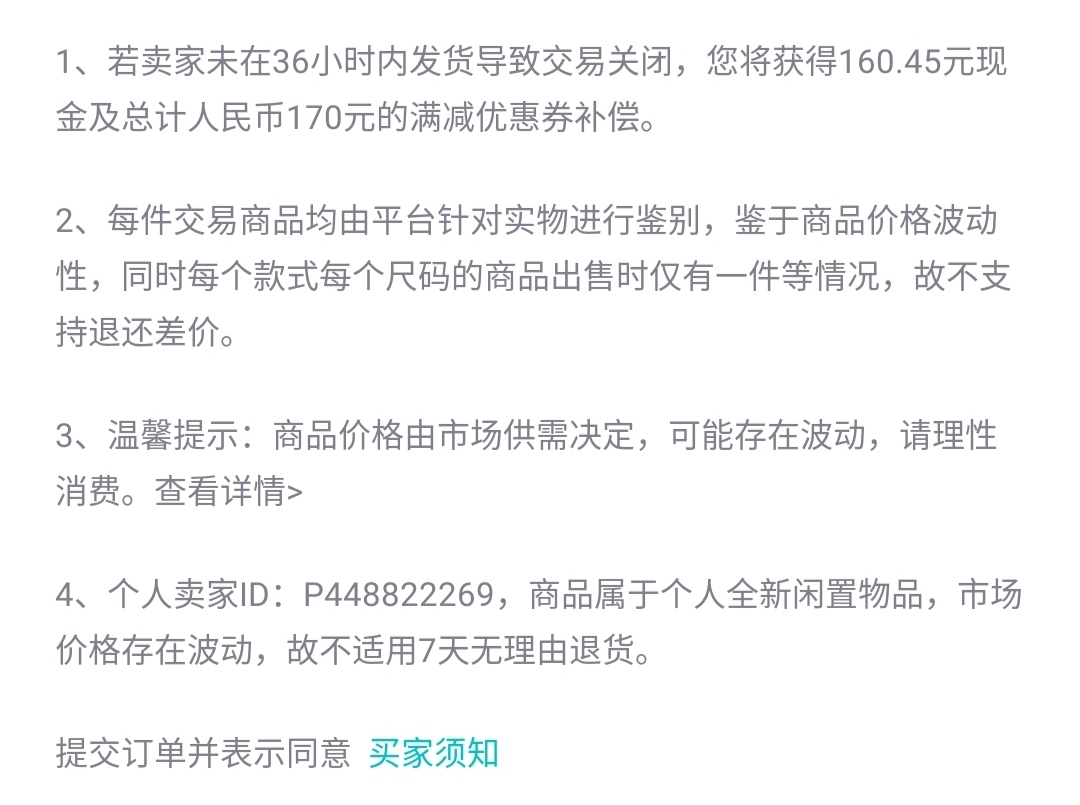 1、若卖家未在36小时内发货导致交易关闭，您将获得160.45元现
金及总计人民币170元的满减优惠券补偿。
2、每件交易商品均由平台针对实物进行鉴别，鉴于商品价格波动
性，同时每个款式每个尺码的商品出售时仅有一件等情况，故不支
持退还差价。
3、温馨提示：商品价格由市场供需决定，可能存在波动，请理性
消费。查看详情>
4、个人卖家ID：P448822269，商品属于个人全新闲置物品，市场
价格存在波动，故不适用7天无理由退货。
提交订单并表示同意 买家须知